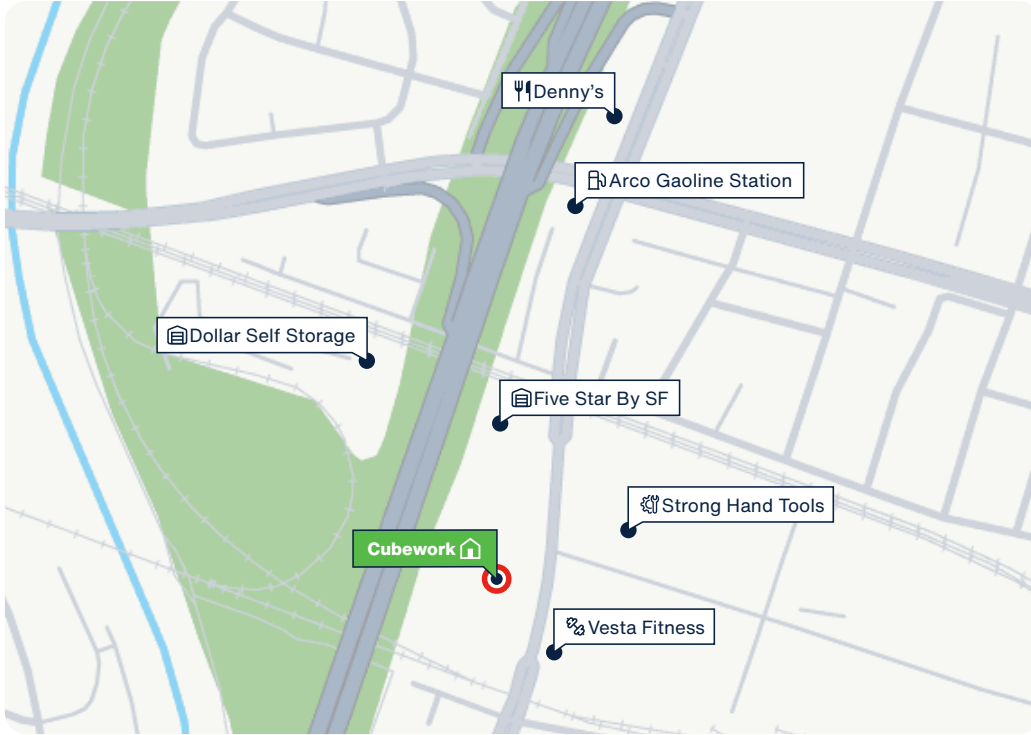 Denny's
Arco Gaoline Station
Dollar Self Storage
Five Star By SF
Strong Hand Tools
Cubework
Vesta Fitness